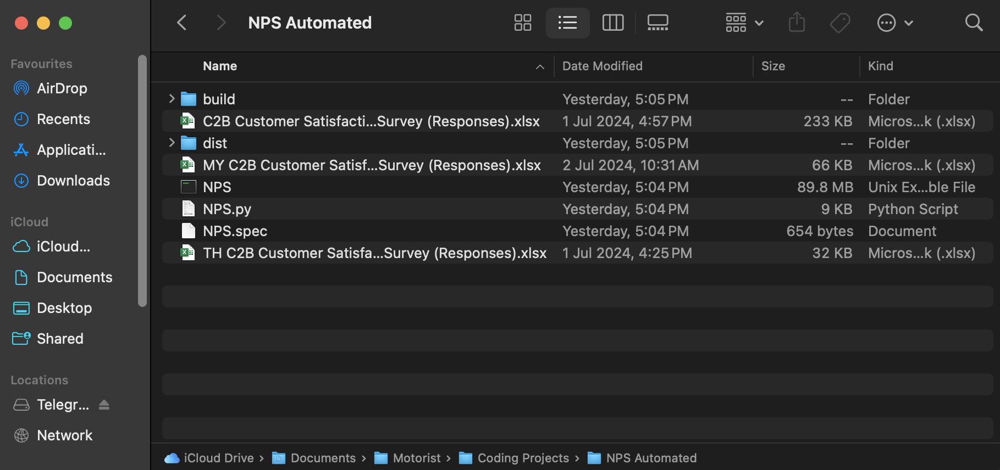 NPS Automated
Favourites
AirDrop
Recents
Applicati...
Downloads
iCloud
iCloud...
Documents
Desktop
Shared
Locations
Telegr...
Network
Name Date Modified Size Kind
build Yesterday, 5:05 PM -- Folder
C2B Customer Satisfacti...Survey (Responses).xlsx 1 Jul 2024, 4:57 PM 233 KB Micros...k (.xlsx)
dist Yesterday, 5:05 PM -- Folder
MY C2B Customer Satisf...Survey (Responses).xlsx 2 Jul 2024, 10:31 AM 66 KB Micros...k (.xlsx)
NPS Yesterday, 5:04 PM 89.8 MB Unix Ex...ble File
NPS.py Yesterday, 5:04 PM 9 KB Python Script
NPS.spec Yesterday, 5:04 PM 654 bytes Document
TH C2B Customer Satisfa...Survey (Responses).xlsx 1 Jul 2024, 4:25 PM 32 KB Micros...k (.xlsx)
iCloud Drive › Documents › Motorist › Coding Projects › NPS Automated